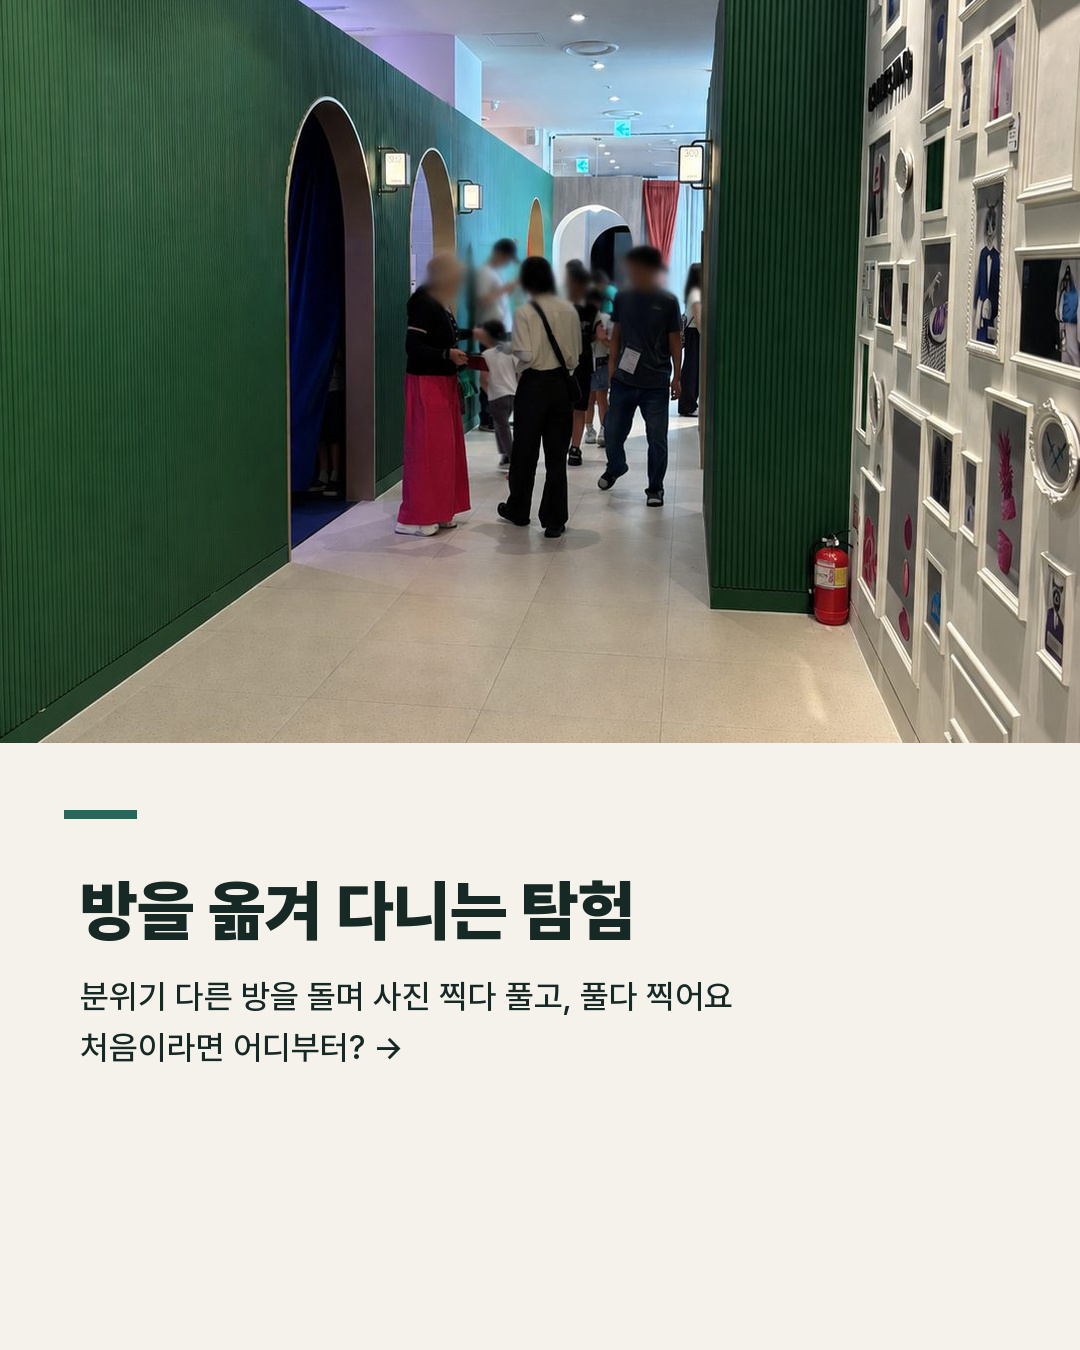 방을 옮겨 다니는 탐험
분위기 다른 방을 돌며 사진 찍다 풀고, 풀다 찍어요
처음이라면 어디부터? →